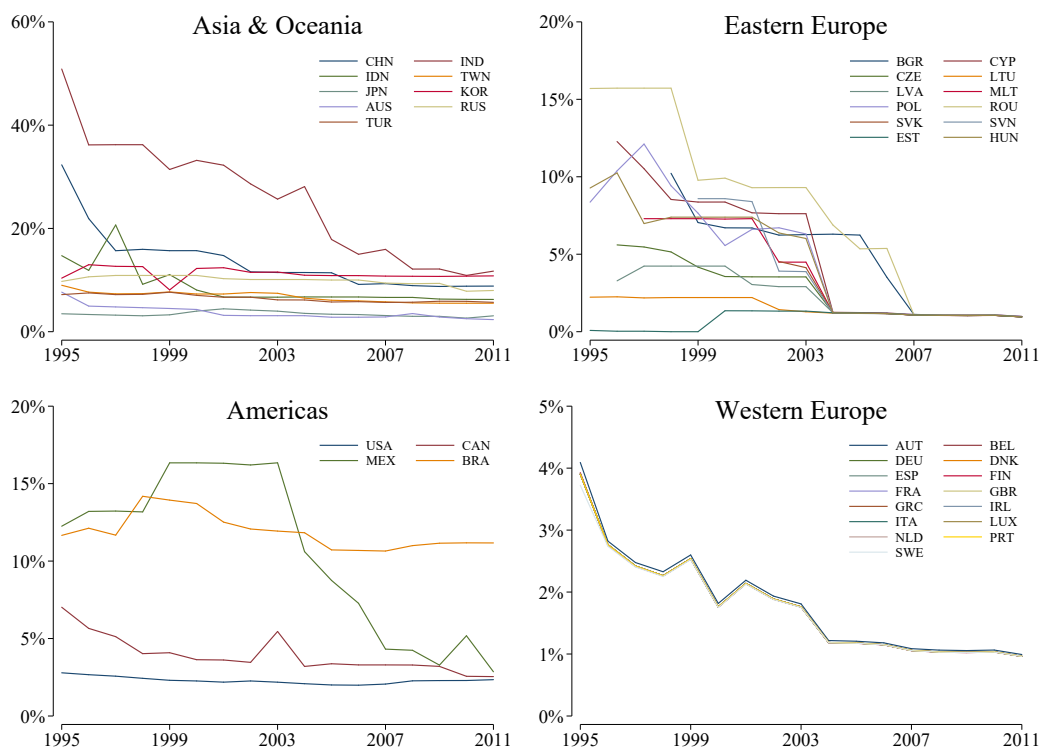 Asia & Oceania
60%
40%
20%
0%
CHN IND
IDN TWN
JPN KOR
AUS RUS
TUR
1995 1999 2003 2007 2011
Eastern Europe
20%
15%
10%
5%
0%
BGR CYP
CZE LTU
LVA MLT
POL ROU
SVK SVN
EST HUN
1995 1999 2003 2007 2011
Americas
20%
15%
10%
5%
0%
USA CAN
MEX BRA
1995 1999 2003 2007 2011
Western Europe
5%
4%
3%
2%
1%
0%
AUT BEL
DEU DNK
ESP FIN
FRA GBR
GRC IRL
ITA LUX
NLD PRT
SWE
1995 1999 2003 2007 2011